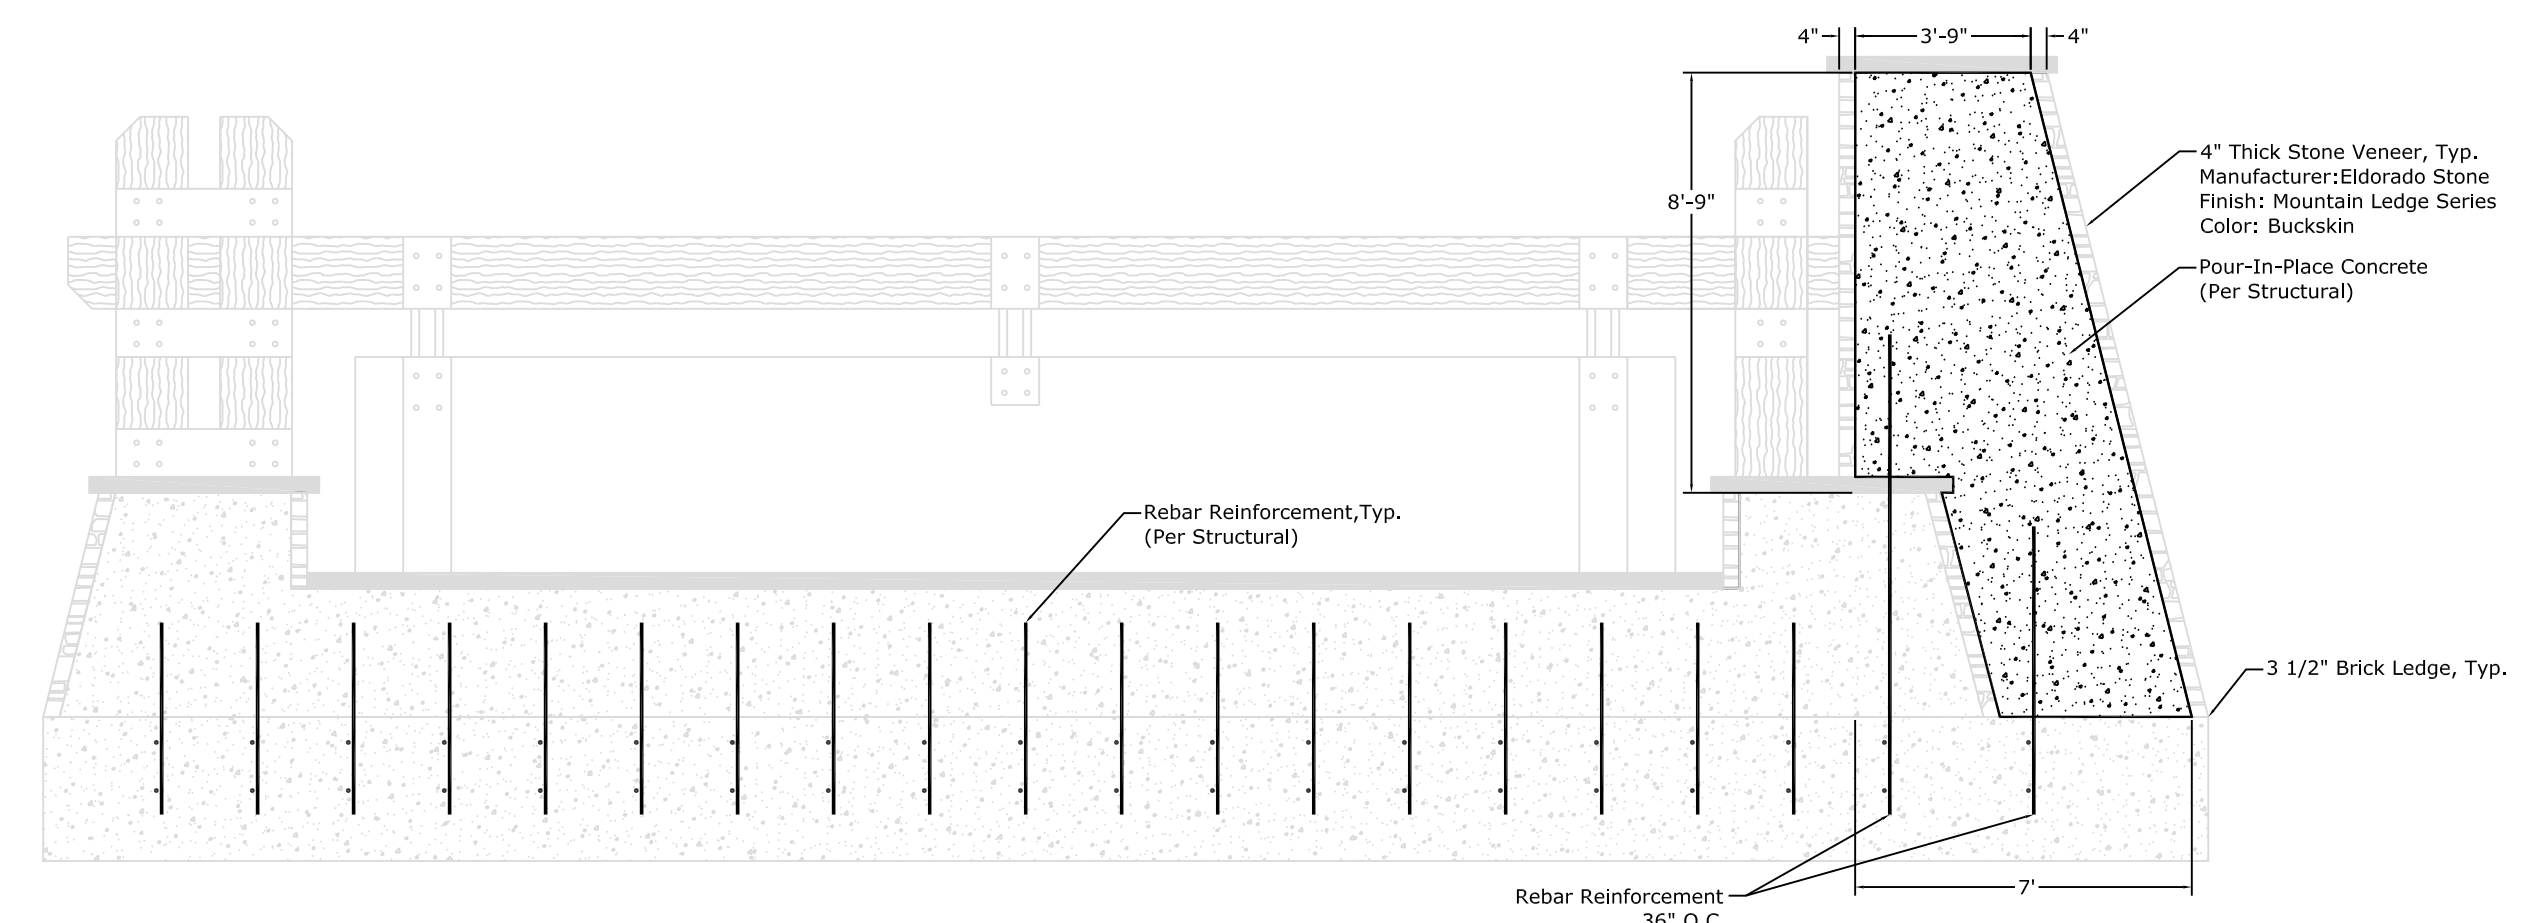 4" 3'-9" 4"
4" Thick Stone Veneer, Typ.
Manufacturer:Eldorado Stone
Finish: Mountain Ledge Series
Color: Buckskin
8'-9"
Pour-In-Place Concrete
(Per Structural)
Rebar Reinforcement,Typ.
(Per Structural)
3 1/2" Brick Ledge, Typ.
7'
Rebar Reinforcement
36" O.C.